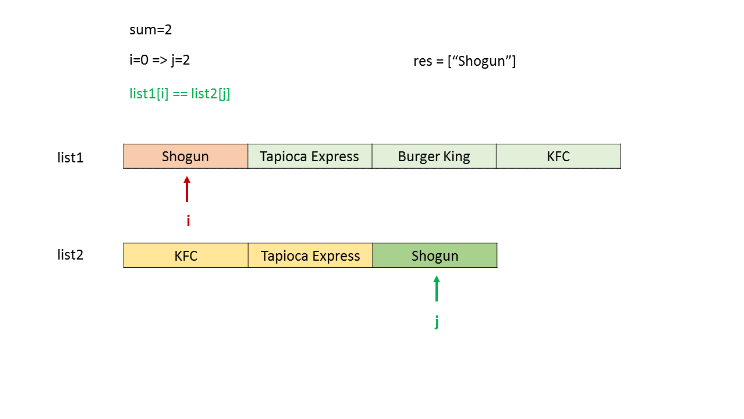 sum=2
i=0 => j=2
res = [“Shogun”]
list1[i] == list2[j]
list1 Shogun Tapioca Express Burger King KFC
i
list2 KFC Tapioca Express Shogun
j